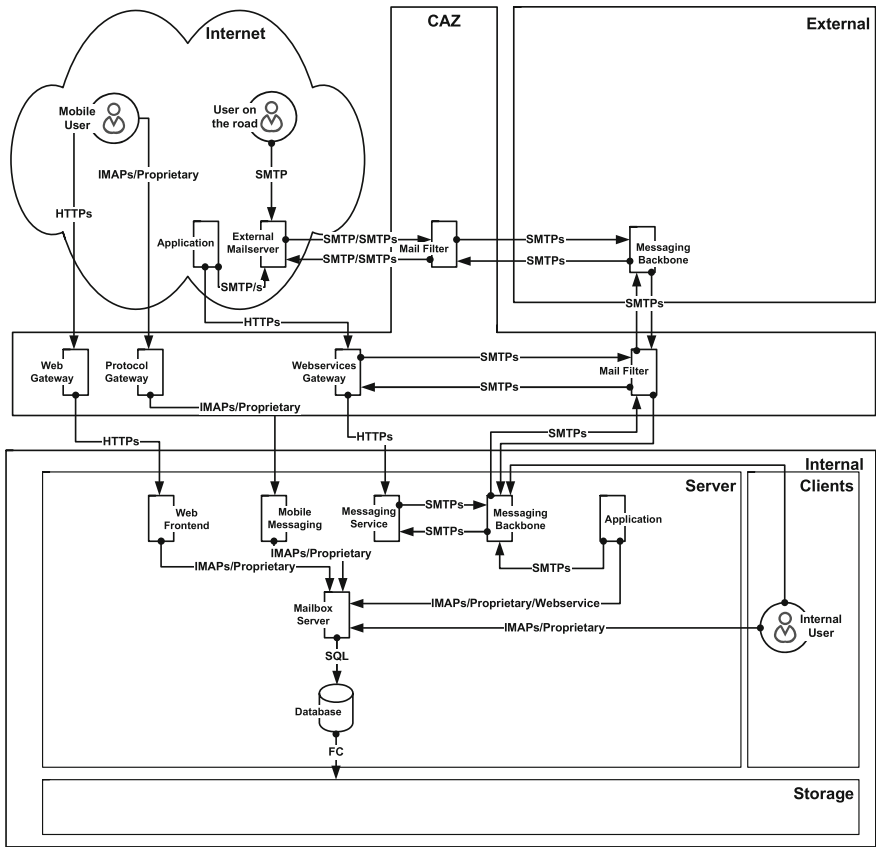 Internet
CAZ
External
Mobile
User
User on
the road
IMAPs/Proprietary
SMTP
HTTPs
Application
External
Mailserver
SMTP/SMTPs
SMTP/SMTPs
Mail Filter
SMTPs
SMTPs
Messaging
Backbone
SMTP/s
SMTPs
HTTPs
Web
Gateway
Protocol
Gateway
Webservices
Gateway
SMTPs
SMTPs
Mail Filter
IMAPs/Proprietary
HTTPs
HTTPs
SMTPs
Internal
Server
Clients
Web
Frontend
Mobile
Messaging
Messaging
Service
SMTPs
SMTPs
Messaging
Backbone
Application
IMAPs/Proprietary
IMAPs/Proprietary
SMTPs
Mailbox
Server
IMAPs/Proprietary/Webservice
IMAPs/Proprietary
Internal
User
SQL
Database
FC
Storage